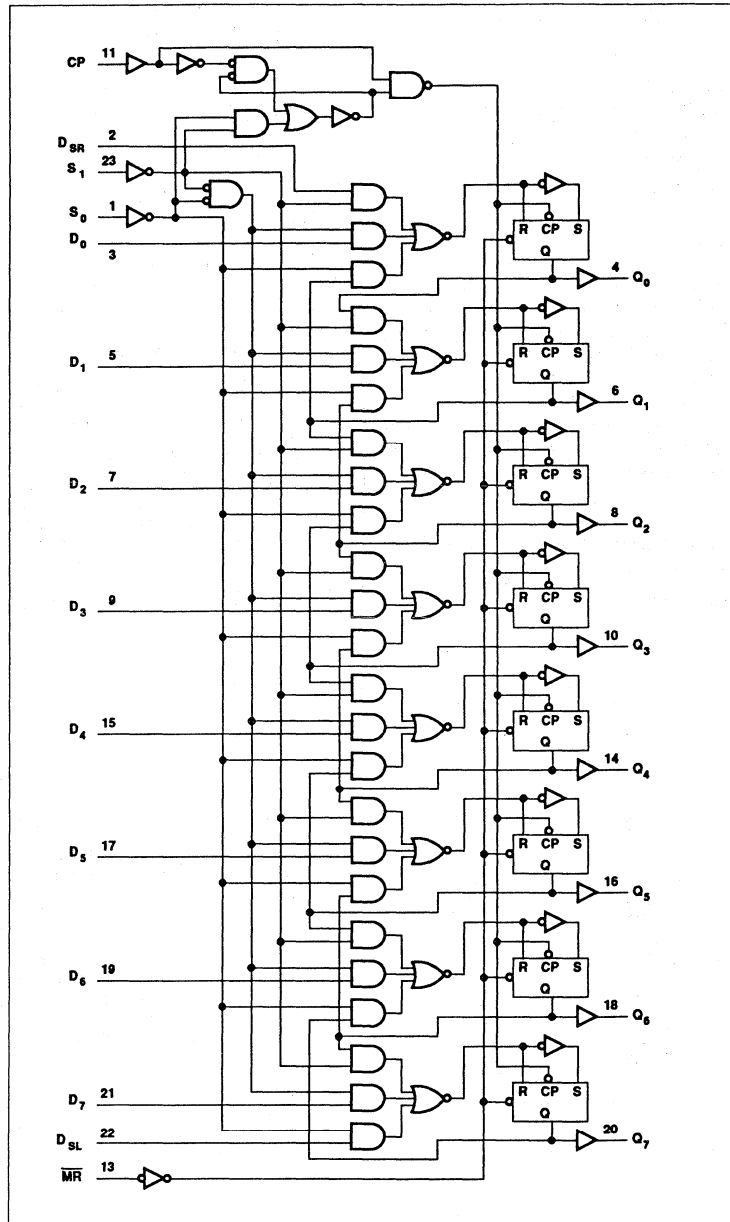 CP 11
D_SR 2
S_1 23
S_0 1
D_0 3
R CP S
Q
4 Q_0
D_1 5
R CP S
Q
6 Q_1
D_2 7
R CP S
Q
8 Q_2
D_3 9
R CP S
Q
10 Q_3
D_4 15
R CP S
Q
14 Q_4
D_5 17
R CP S
Q
16 Q_5
D_6 19
R CP S
Q
18 Q_6
D_7 21
R CP S
Q
20 Q_7
D_SL 22
M̅R̅ 13